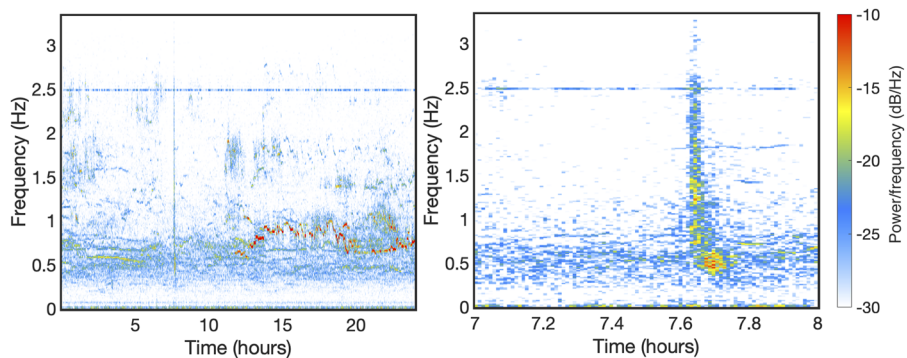 3
2.5
2
1.5
1
0.5
0
Frequency (Hz)
5 10 15 20
Time (hours)
3
2.5
2
1.5
1
0.5
0
Frequency (Hz)
7 7.2 7.4 7.6 7.8 8
Time (hours)
-10
-15
-20
-25
-30
Power/frequency (dB/Hz)